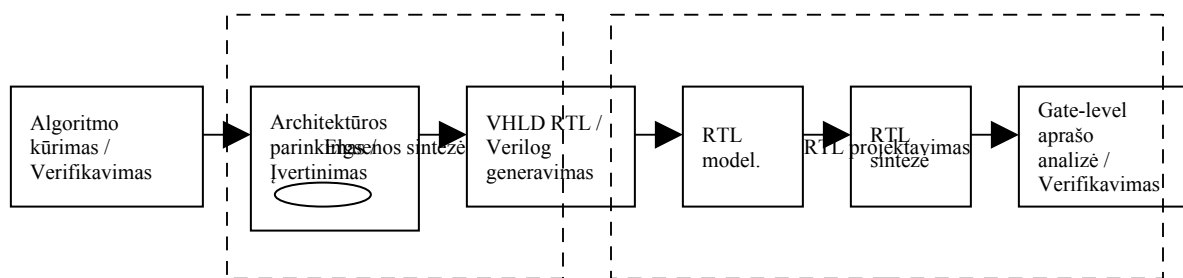 Algoritmo
kūrimas /
Verifikavimas
Architektūros
parinkimas /
Įvertinimas
Elgsenos sintezė
VHLD RTL /
Verilog
generavimas
RTL
model.
RTL projektavimas
RTL
sintezė
Gate-level
aprašo
analizė /
Verifikavimas